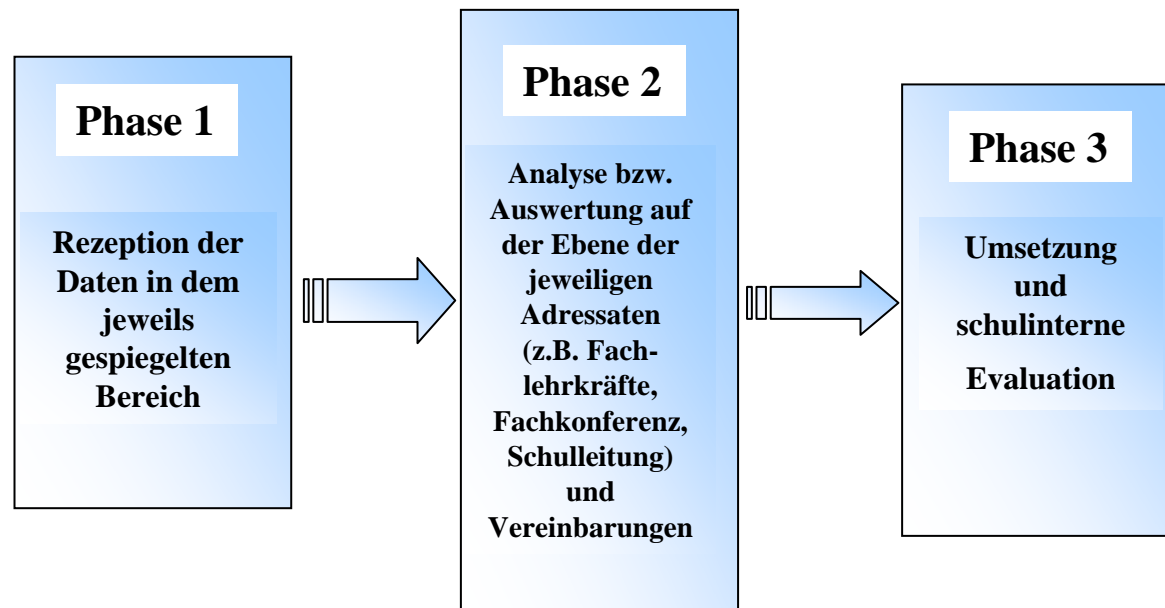 Phase 1
Rezeption der
Daten in dem
jeweils
gespiegelten
Bereich
Phase 2
Analyse bzw.
Auswertung auf
der Ebene der
jeweiligen
Adressaten
(z.B. Fach-
lehrkräfte,
Fachkonferenz,
Schulleitung)
und
Vereinbarungen
Phase 3
Umsetzung
und
schulinterne
Evaluation